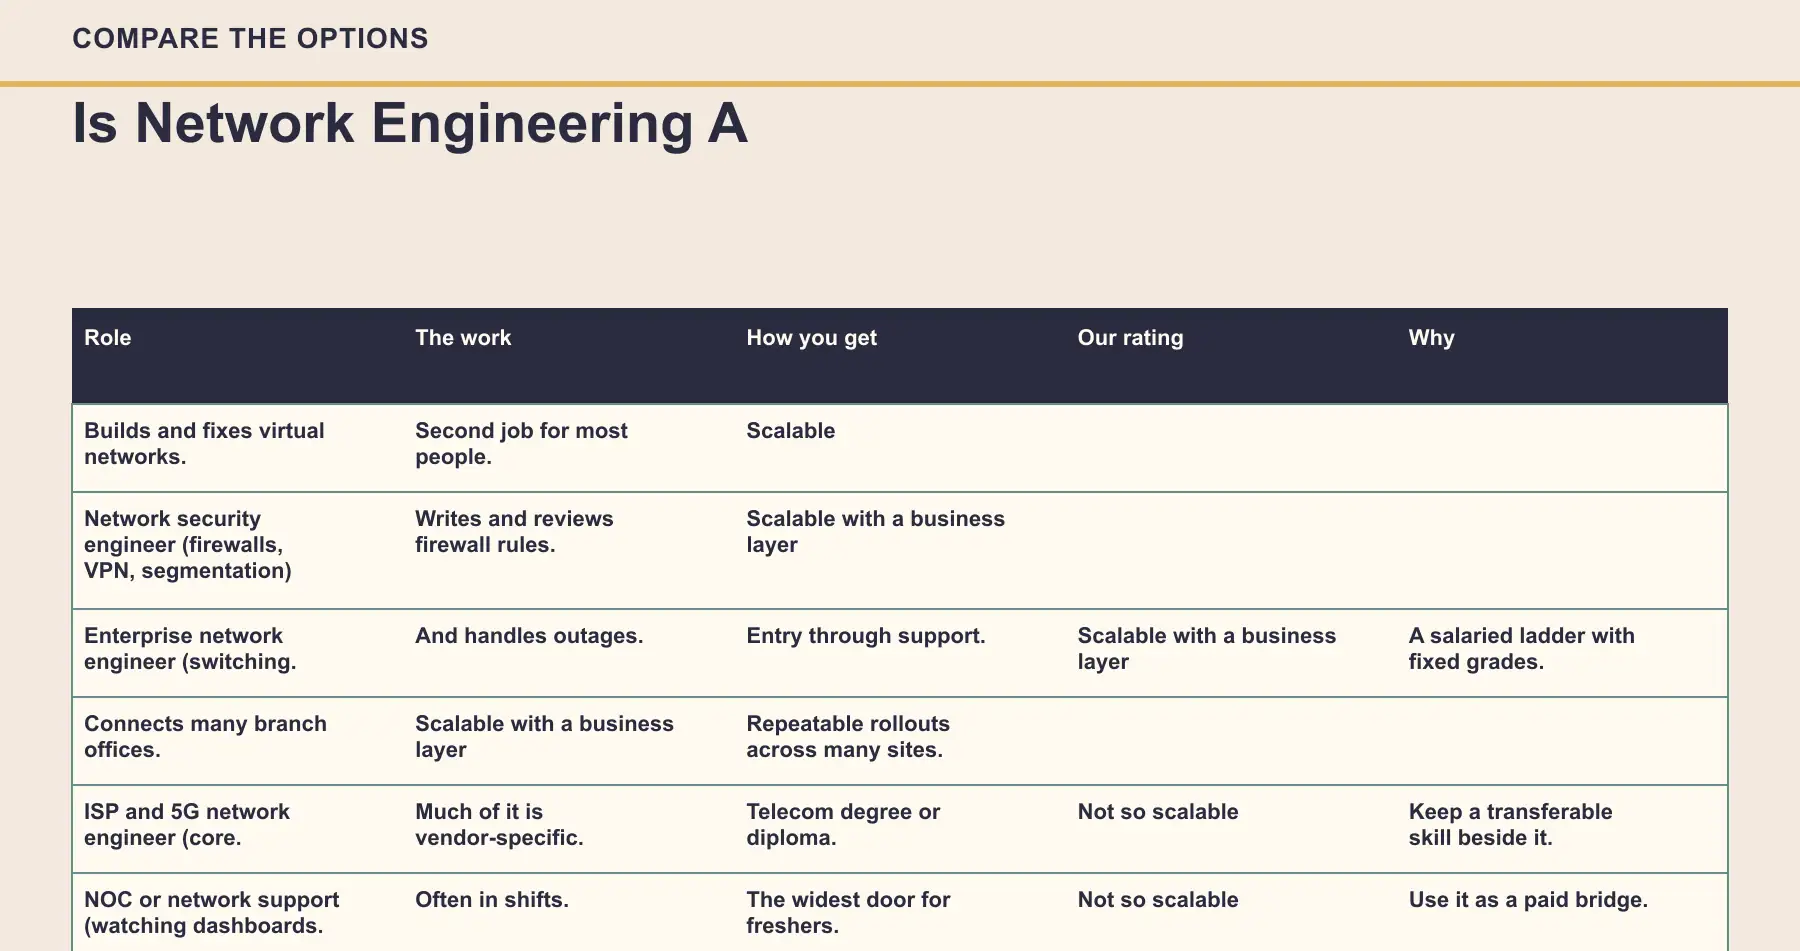 COMPARE THE OPTIONS
Is Network Engineering A
Role The work How you get Our rating Why
Builds and fixes virtual
networks.
Second job for most
people.
Scalable
Network security
engineer (firewalls,
VPN, segmentation)
Writes and reviews
firewall rules.
Scalable with a business
layer
Enterprise network
engineer (switching.
And handles outages.
Entry through support.
Scalable with a business
layer
A salaried ladder with
fixed grades.
Connects many branch
offices.
Scalable with a business
layer
Repeatable rollouts
across many sites.
ISP and 5G network
engineer (core.
Much of it is
vendor-specific.
Telecom degree or
diploma.
Not so scalable
Keep a transferable
skill beside it.
NOC or network support
(watching dashboards.
Often in shifts.
The widest door for
freshers.
Not so scalable
Use it as a paid bridge.